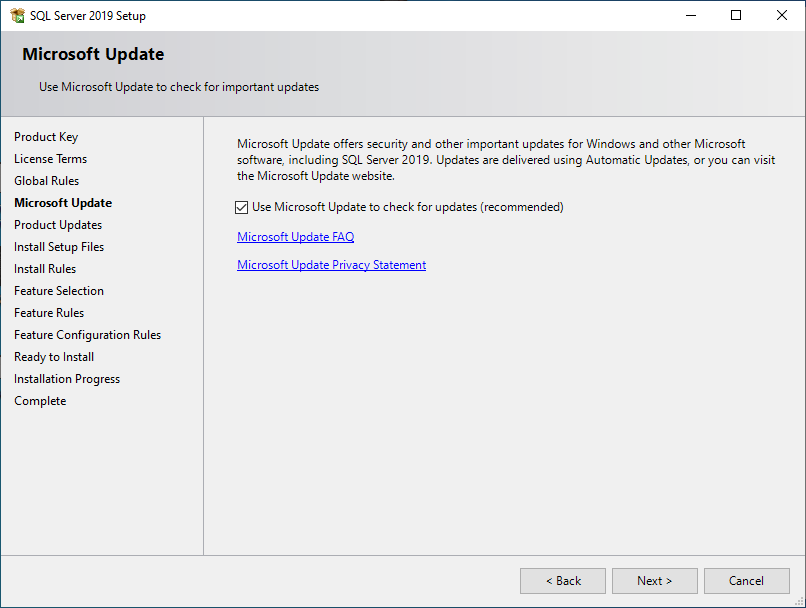 SQL Server 2019 Setup
Microsoft Update
Use Microsoft Update to check for important updates
Product Key
License Terms
Global Rules
Microsoft Update
Product Updates
Install Setup Files
Install Rules
Feature Selection
Feature Rules
Feature Configuration Rules
Ready to Install
Installation Progress
Complete
Microsoft Update offers security and other important updates for Windows and other Microsoft
software, including SQL Server 2019. Updates are delivered using Automatic Updates, or you can visit
the Microsoft Update website.
Use Microsoft Update to check for updates (recommended)
Microsoft Update FAQ
Microsoft Update Privacy Statement
< Back
Next >
Cancel